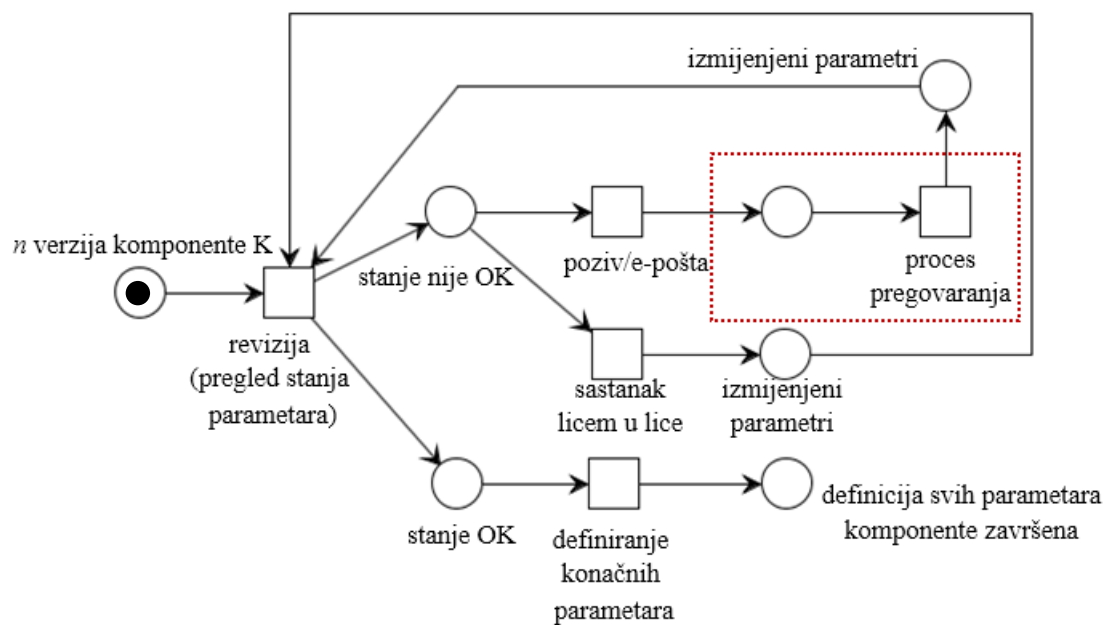 izmijenjeni parametri
n verzija komponente K
stanje nije OK
poziv/e-pošta
proces
pregovaranja
revizija
(pregled stanja
parametara)
sastanak
licem u lice
izmijenjeni
parametri
stanje OK
definiranje
konačnih
parametara
definicija svih parametara
komponente završena